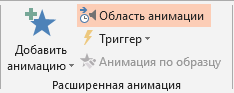 Добавить анимацию
Область анимации
Триггер
Анимация по образцу
Расширенная анимация